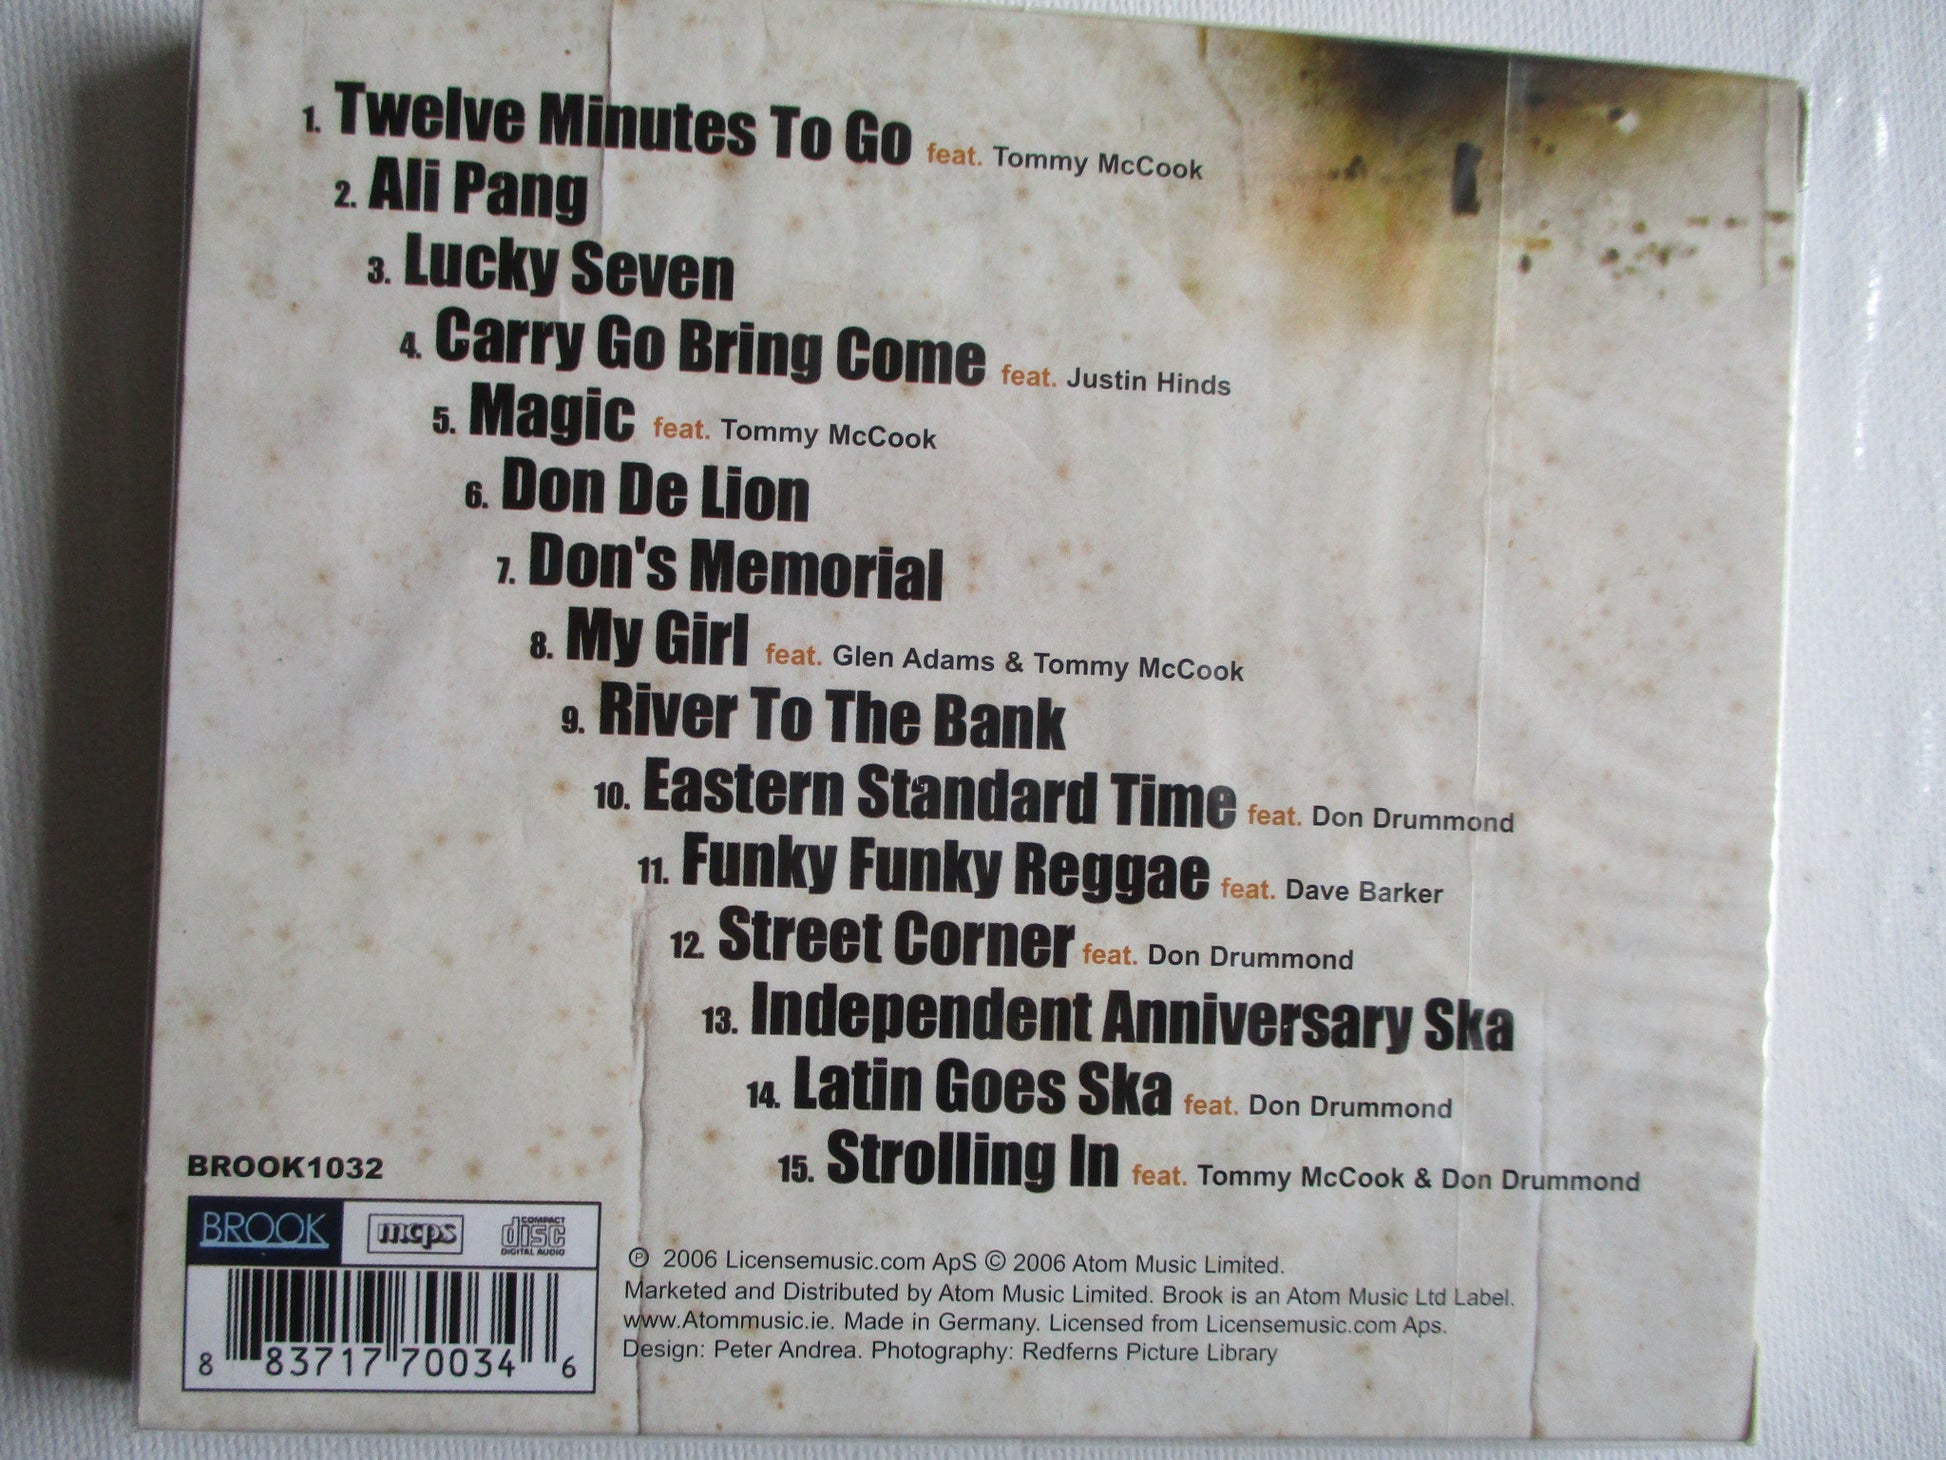 1. Twelve Minutes To Go feat. Tommy McCook
2. Ali Pang
3. Lucky Seven
4. Carry Go Bring Come feat. Justin Hinds
5. Magic feat. Tommy McCook
6. Don De Lion
7. Don's Memorial
8. My Girl feat. Glen Adams & Tommy McCook
9. River To The Bank
10. Eastern Standard Time feat. Don Drummond
11. Funky Funky Reggae feat. Dave Barker
12. Street Corner feat. Don Drummond
13. Independent Anniversary Ska
14. Latin Goes Ska feat. Don Drummond
15. Strolling In feat. Tommy McCook & Don Drummond
BROOK1032
BROOK mcps COMPACT disc DIGITAL AUDIO
8 83717 70034 6
℗ 2006 Licensemusic.com ApS © 2006 Atom Music Limited.
Marketed and Distributed by Atom Music Limited. Brook is an Atom Music Ltd Label.
www.Atommusic.ie. Made in Germany. Licensed from Licensemusic.com Aps.
Design: Peter Andrea. Photography: Redferns Picture Library